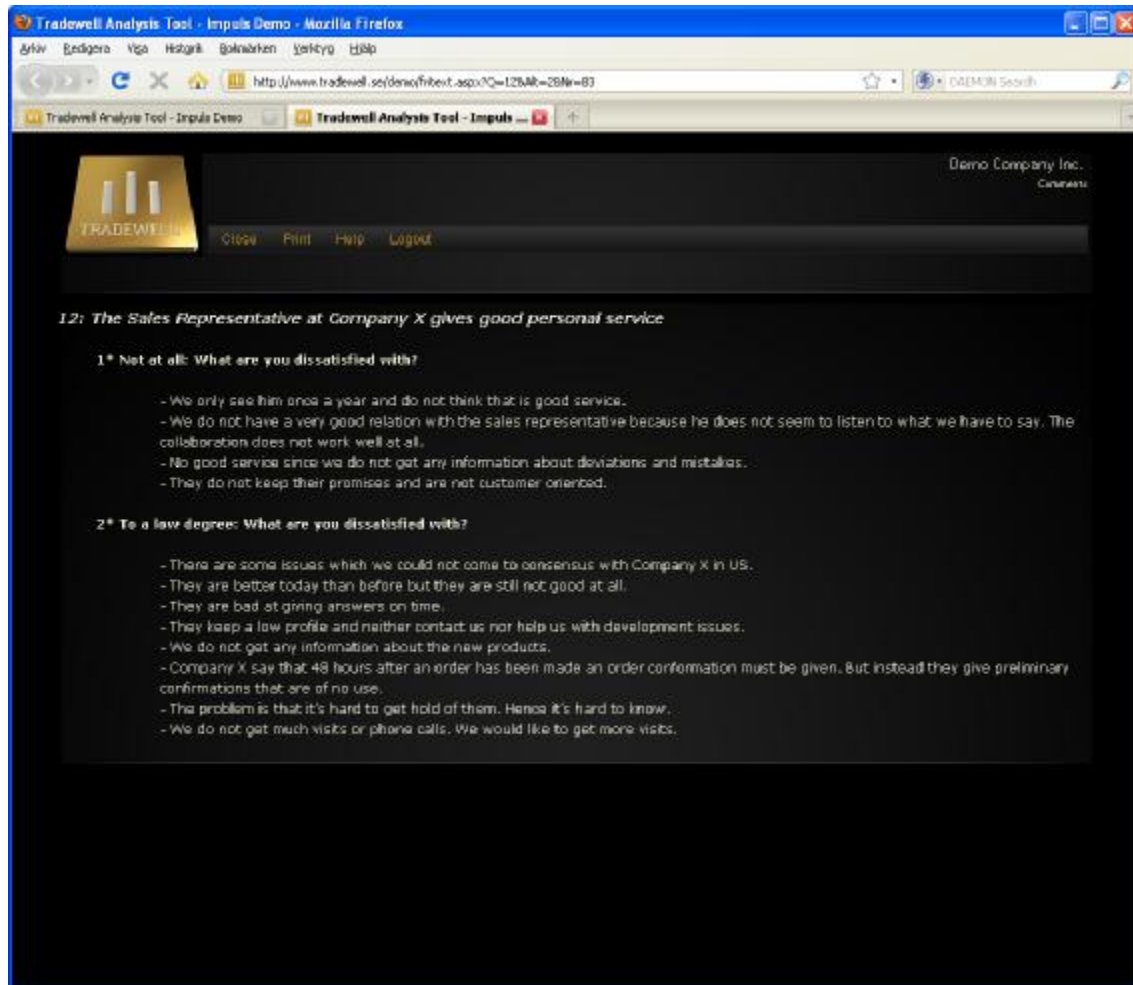 Tradewell Analysis Tool - Impuls Demo - Mozilla Firefox
Arkiv Redigera Visa Historik Bokmärken Verktyg Hjälp
DAEMON Search
Tradewell Analysis Tool - Impuls Demo Tradewell Analysis Tool - Impuls ...
Demo Company Inc.
Comments
TRADEWELL
Close Print Help Logout
12: The Sales Representative at Company X gives good personal service
1* Not at all: What are you dissatisfied with?
- We only see him once a year and do not think that is good service.
- We do not have a very good relation with the sales representative because he does not seem to listen to what we have to say. The
collaboration does not work well at all.
- No good service since we do not get any information about deviations and mistakes.
- They do not keep their promises and are not customer oriented.
2* To a low degree: What are you dissatisfied with?
- There are some issues which we could not come to consensus with Company X in US.
- They are better today than before but they are still not good at all.
- They are bad at giving answers on time.
- They keep a low profile and neither contact us nor help us with development issues.
- We do not get any information about the new products.
- Company X say that 48 hours after an order has been made an order conformation must be given. But instead they give preliminary
confirmations that are of no use.
- The problem is that it's hard to get hold of them. Hence it's hard to know.
- We do not get much visits or phone calls. We would like to get more visits.